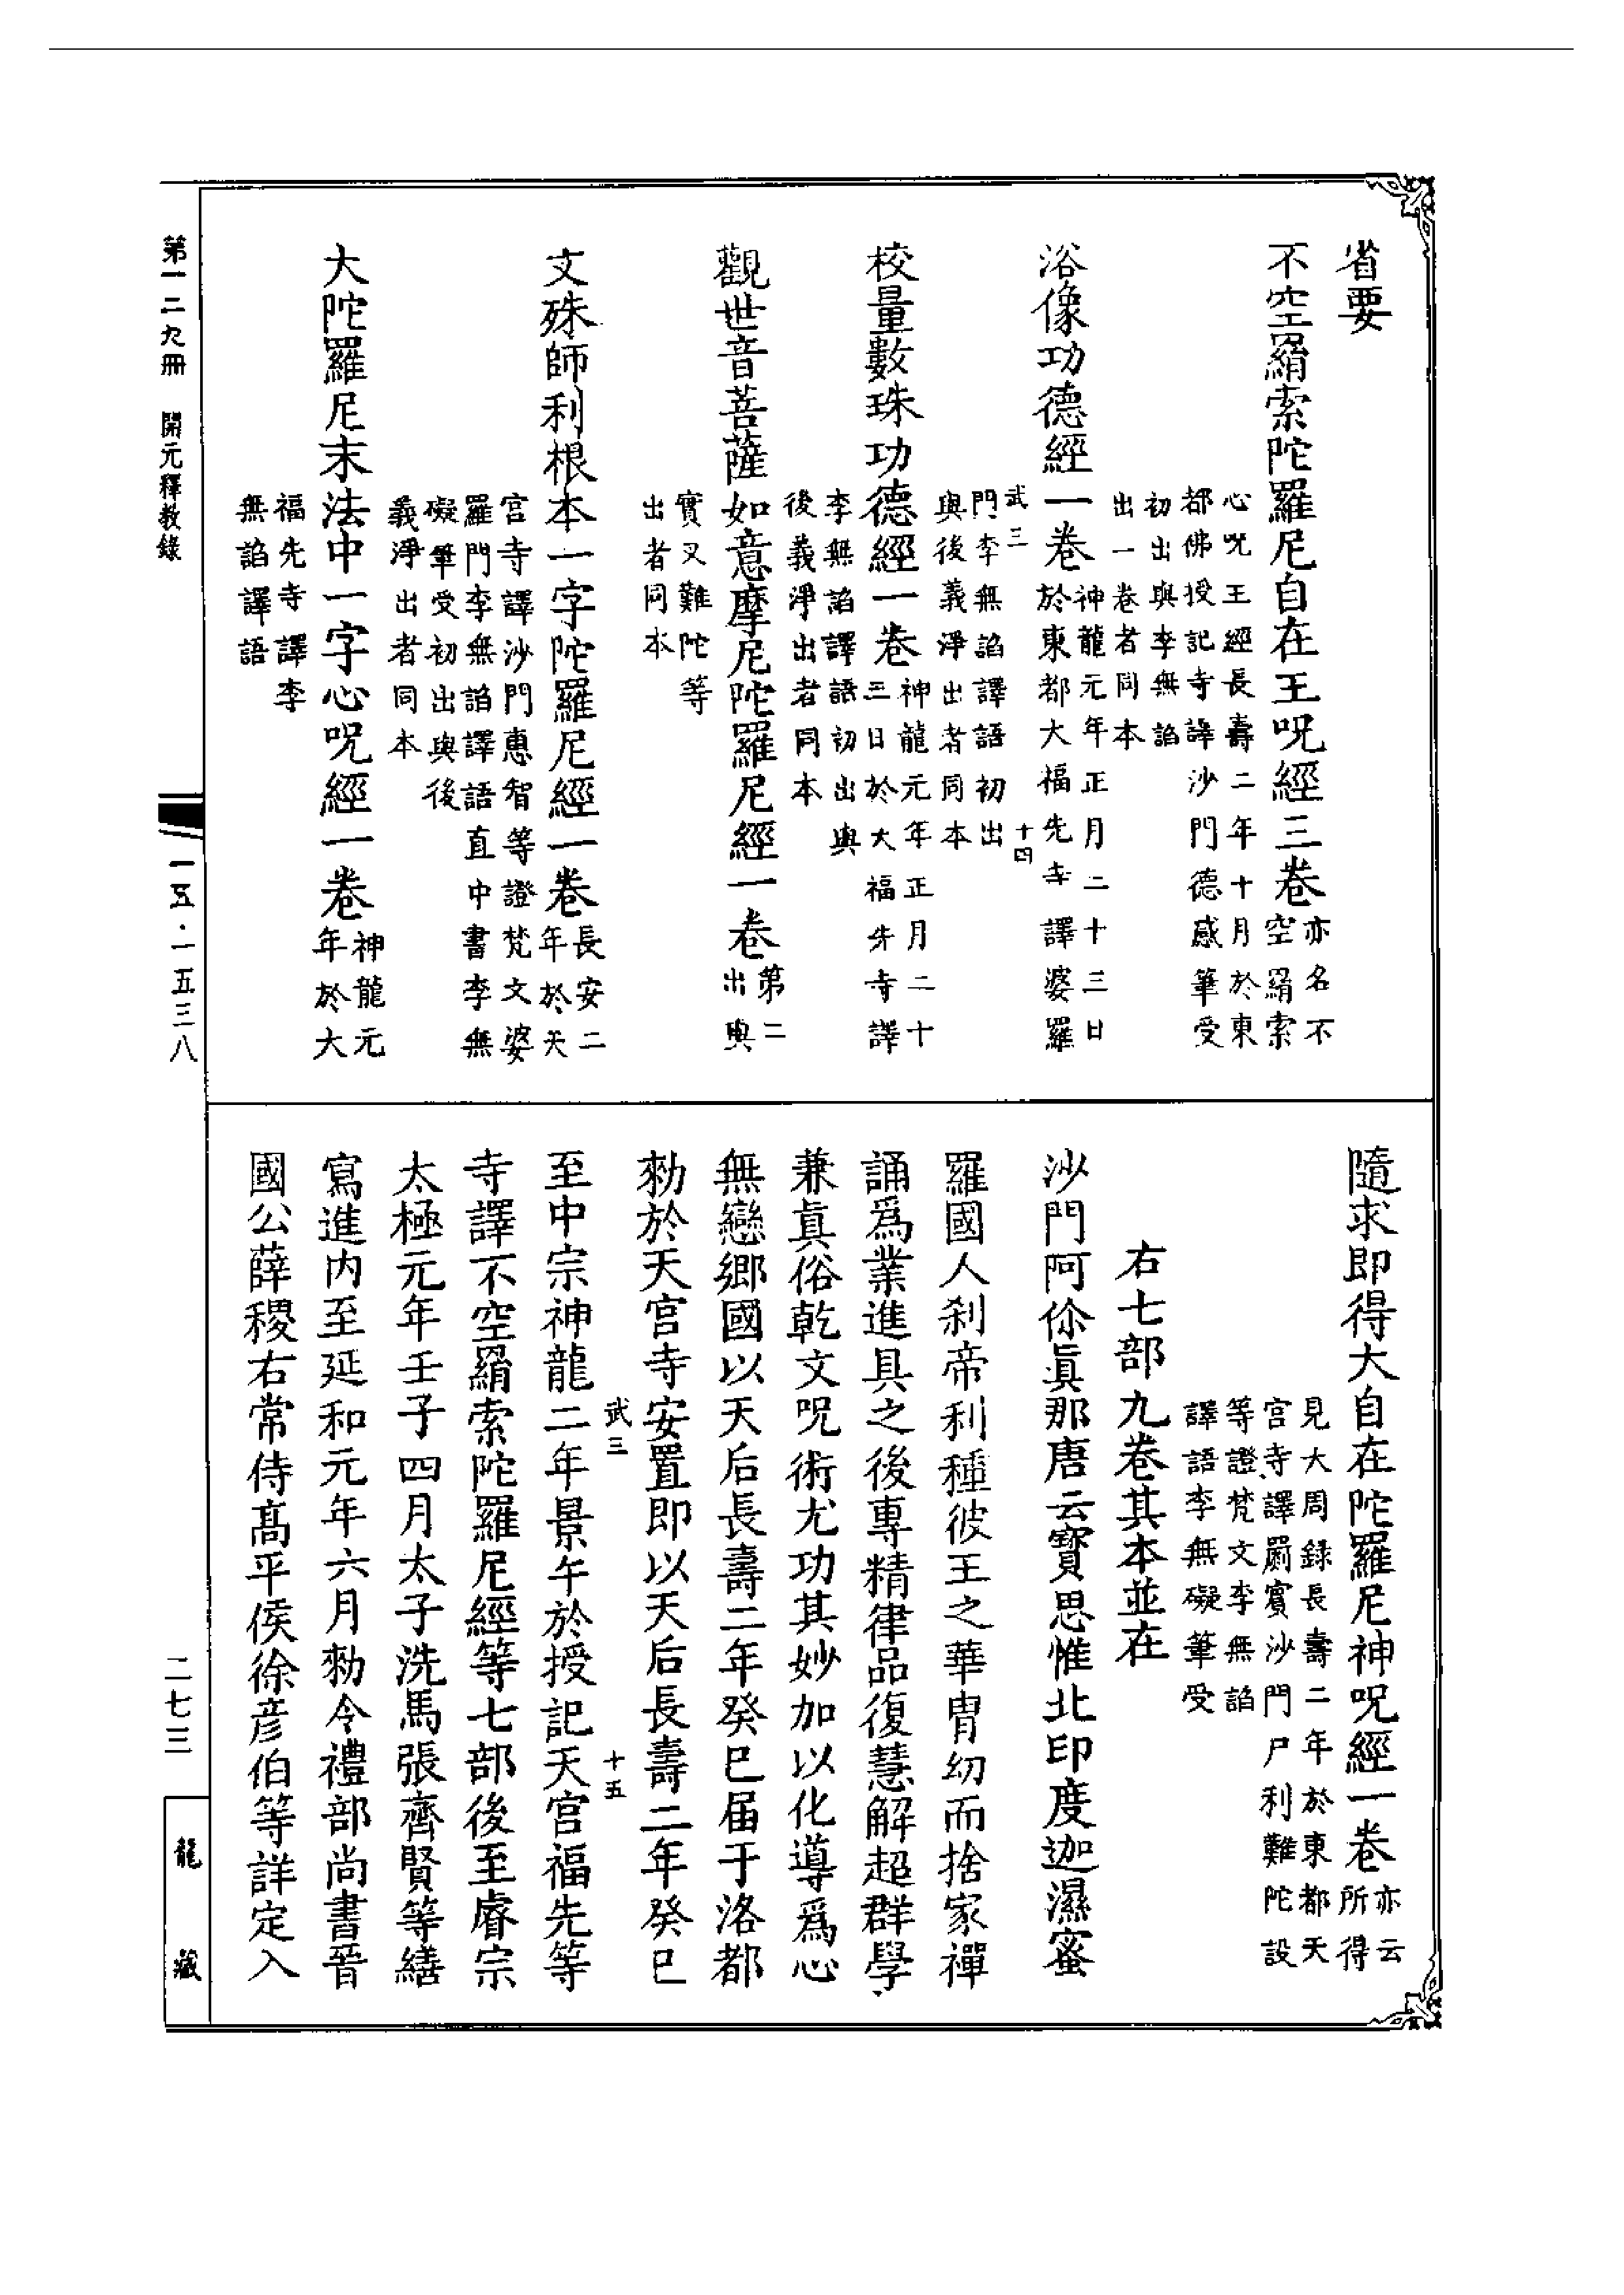 省要
不空羂索陀羅尼自在王呪經三卷亦名不空羂索
心呪王經長壽二年十月於東
都佛授記寺譯沙門德感筆受
初出與李無諂
出一卷者同本
浴像功德經一卷神龍元年正月二十三日於東都大福先寺譯婆羅
武三 十四
門李無諂譯語初出
與後義淨出者同本
校量數珠功德經一卷神龍元年正月二十三日於大福先寺譯
李無諂譯語初出與
後義淨出者同本
觀世音菩薩如意摩尼陀羅尼經一卷第二出與
實叉難陀等
出者同本
文殊師利根本一字陀羅尼經一卷長安二年於天
宮寺譯沙門惠智等證梵文婆
羅門李無諂譯語直中書李無
礙筆受初出與後
義淨出者同本
大陀羅尼末法中一字心呪經一卷神龍元年於大
福先寺譯李
無諂譯語
隨求即得大自在陀羅尼神呪經一卷亦云所得
見大周錄長壽二年於東都天
宮寺譯罽賓沙門尸利難陀設
等證梵文李無諂
譯語李無礙筆受
右七部九卷其本並在
沙門阿你眞那唐云寶思惟北印度迦濕蜜
羅國人刹帝利種彼王之華胄幼而捨家禪
誦爲業進具之後專精律品復慧解超群學
兼眞俗乾文呪術尤功其妙加以化導爲心
無戀鄉國以天后長壽二年癸巳届于洛都
勑於天宮寺安置即以天后長壽二年癸巳
武三 十五
至中宗神龍二年景午於授記天宮福先等
寺譯不空羂索陀羅尼經等七部後至睿宗
太極元年壬子四月太子洗馬張齊賢等繕
寫進内至延和元年六月勑令禮部尚書晉
國公薛稷右常侍髙平侯徐彦伯等詳定入
第一二九冊 開元釋教錄
一五·一五三八
二七三
龍藏